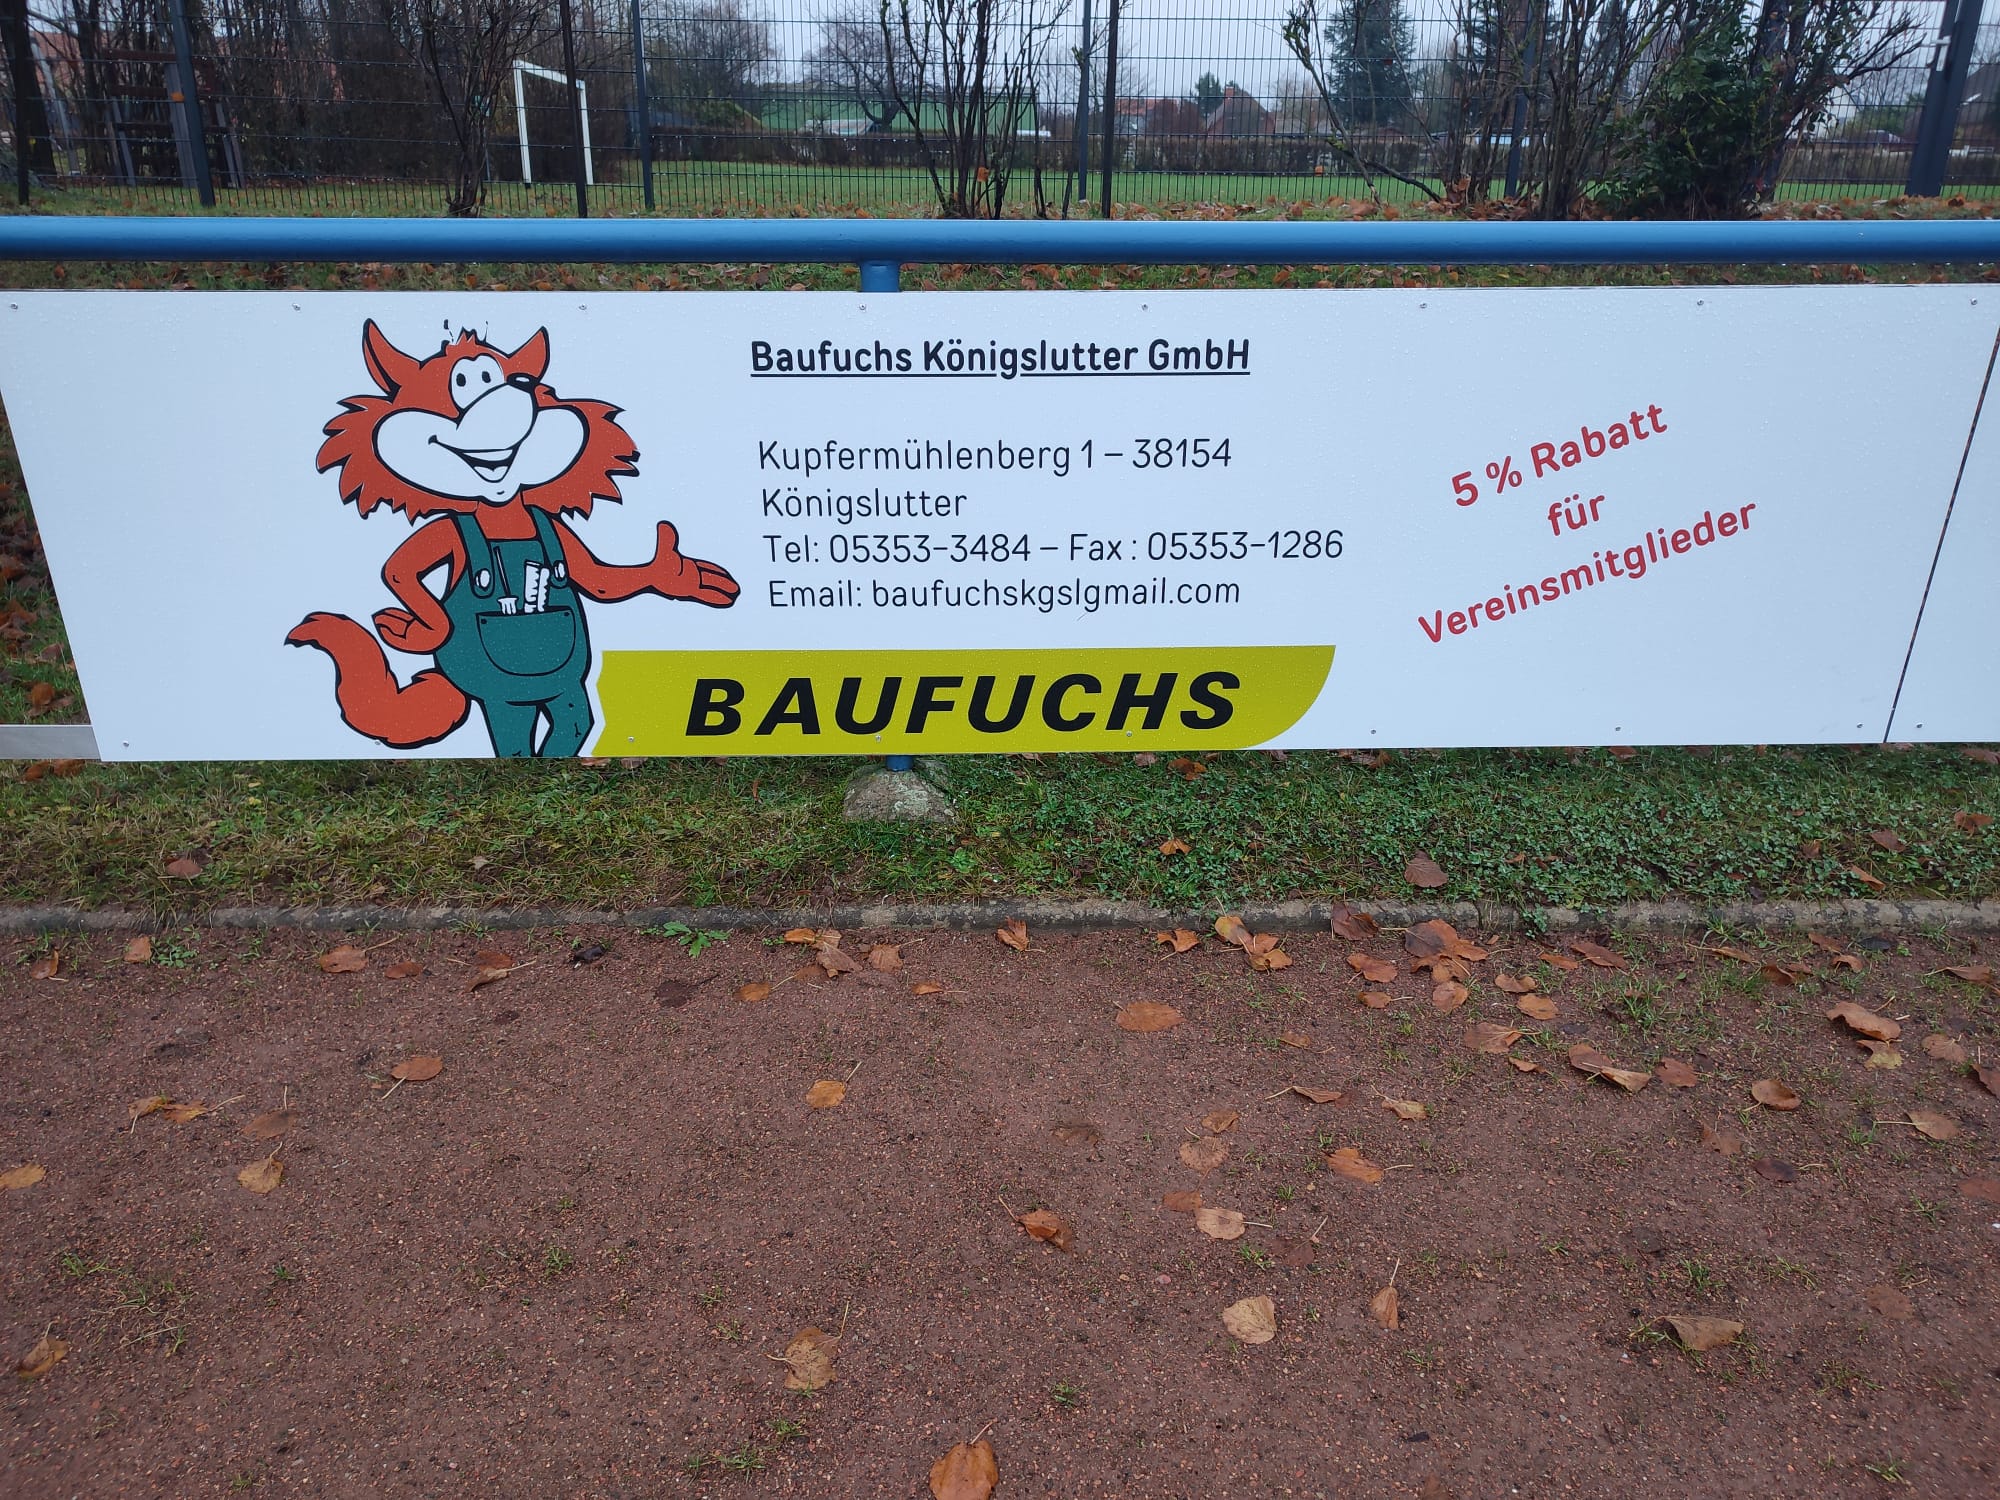 Baufuchs Königslutter GmbH
Kupfermühlenberg 1 – 38154
Königslutter
Tel: 05353-3484 – Fax : 05353-1286
Email: baufuchskgslgmail.com
BAUFUCHS
5 % Rabatt
für
Vereinsmitglieder